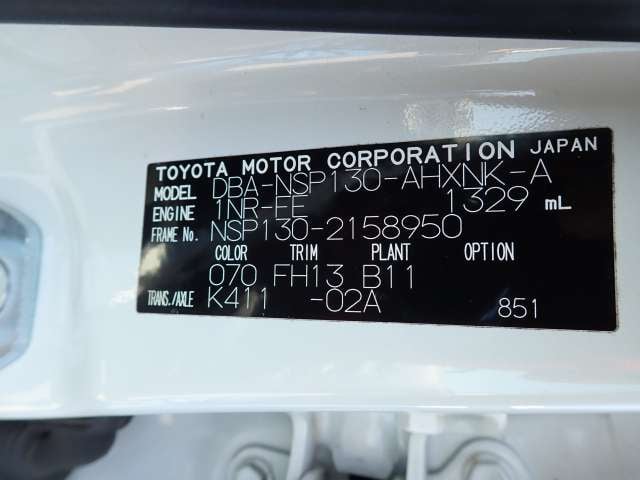 TOYOTA MOTOR CORPORATION JAPAN
MODEL DBA-NSP130-AHXNK-A
ENGINE 1NR-FE 1329 mL
FRAME No. NSP130-2158950
COLOR TRIM PLANT OPTION
070 FH13 B11
TRANS./AXLE K411 -02A
851